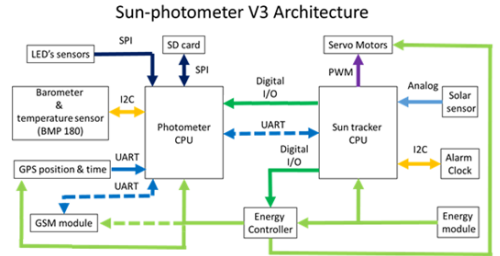 Sun-photometer V3 Architecture
LED's sensors
SPI
SD card
SPI
Servo Motors
PWM
Barometer
&
temperature sensor
(BMP 180)
I2C
Photometer
CPU
Digital
I/O
UART
Digital
I/O
Sun tracker
CPU
Analog
Solar
sensor
I2C
Alarm
Clock
GPS position & time
UART
UART
GSM module
Energy
Controller
Energy
module